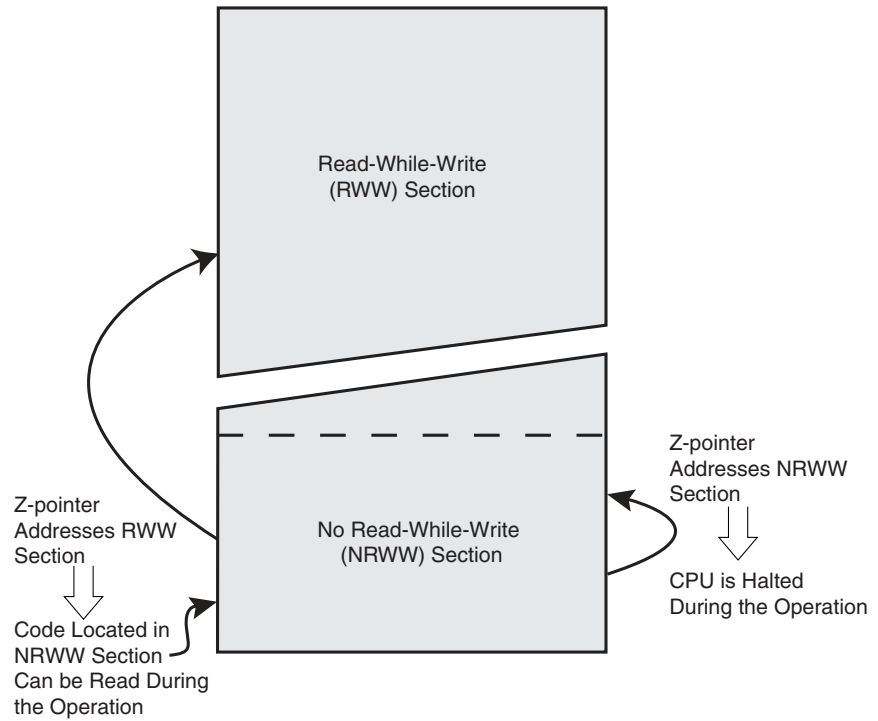 Read-While-Write
(RWW) Section
Z-pointer
Addresses NRWW
Section
No Read-While-Write
(NRWW) Section
CPU is Halted
During the Operation
Z-pointer
Addresses RWW
Section
Code Located in
NRWW Section
Can be Read During
the Operation